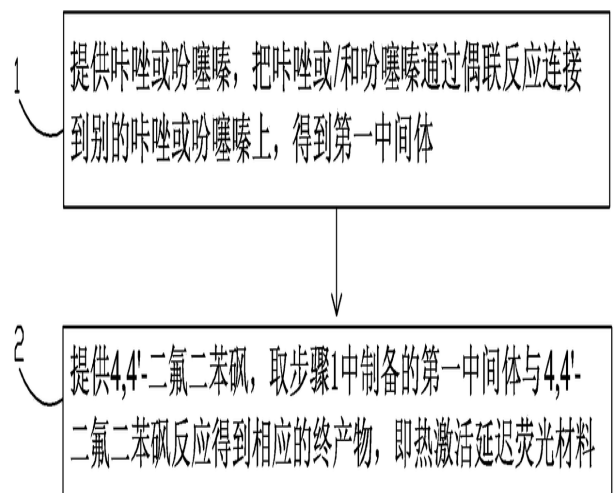 1
提供咔唑或吩噻嗪，把咔唑或/和吩噻嗪通过偶联反应连接
到别的咔唑或吩噻嗪上，得到第一中间体
2
提供4,4'-二氟二苯砜，取步骤1中制备的第一中间体与4,4'-
二氟二苯砜反应得到相应的终产物，即热激活延迟荧光材料